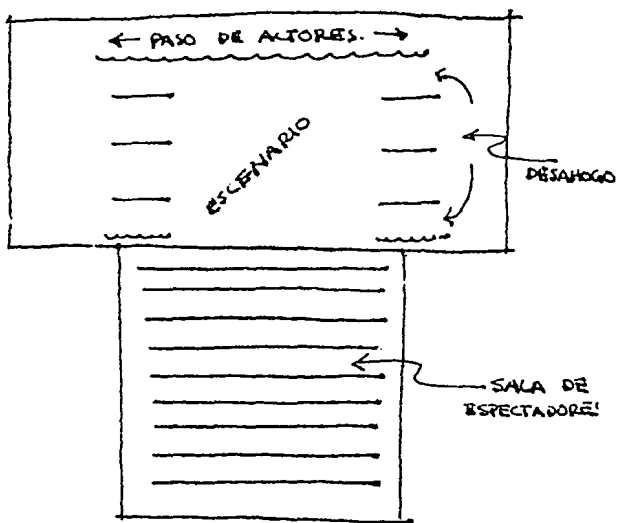 ← PASO DE ACTORES. →
ESCENARIO
DESAHOGO
SALA DE
ESPECTADORES